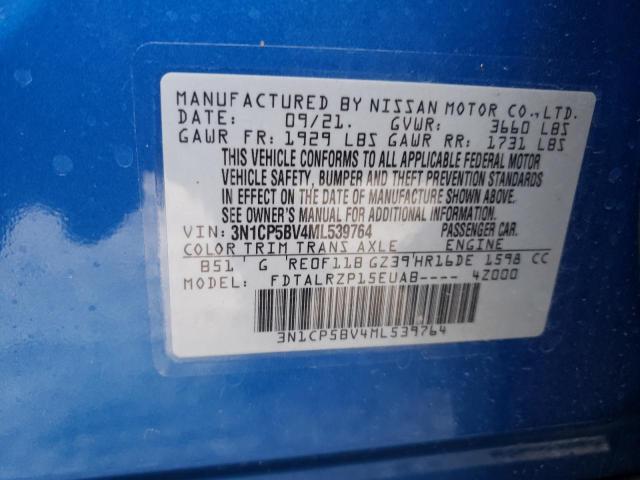 MANUFACTURED BY NISSAN MOTOR CO., LTD.
DATE: 09/21. GVWR: 3660 LBS
GAWR FR: 1929 LBS GAWR RR: 1731 LBS
THIS VEHICLE CONFORMS TO ALL APPLICABLE FEDERAL MOTOR
VEHICLE SAFETY, BUMPER AND THEFT PREVENTION STANDARDS
IN EFFECT ON THE DATE OF MANUFACTURE SHOWN ABOVE.
SEE OWNER'S MANUAL FOR ADDITIONAL INFORMATION.
VIN: 3N1CP5BV4ML539764 PASSENGER CAR.
COLOR TRIM TRANS AXLE ENGINE
B51 G RE0F11B GZ39 HR16DE 1598 CC
MODEL: FDTALRZP15EUAB---- 4Z000
3N1CP5BV4ML539764